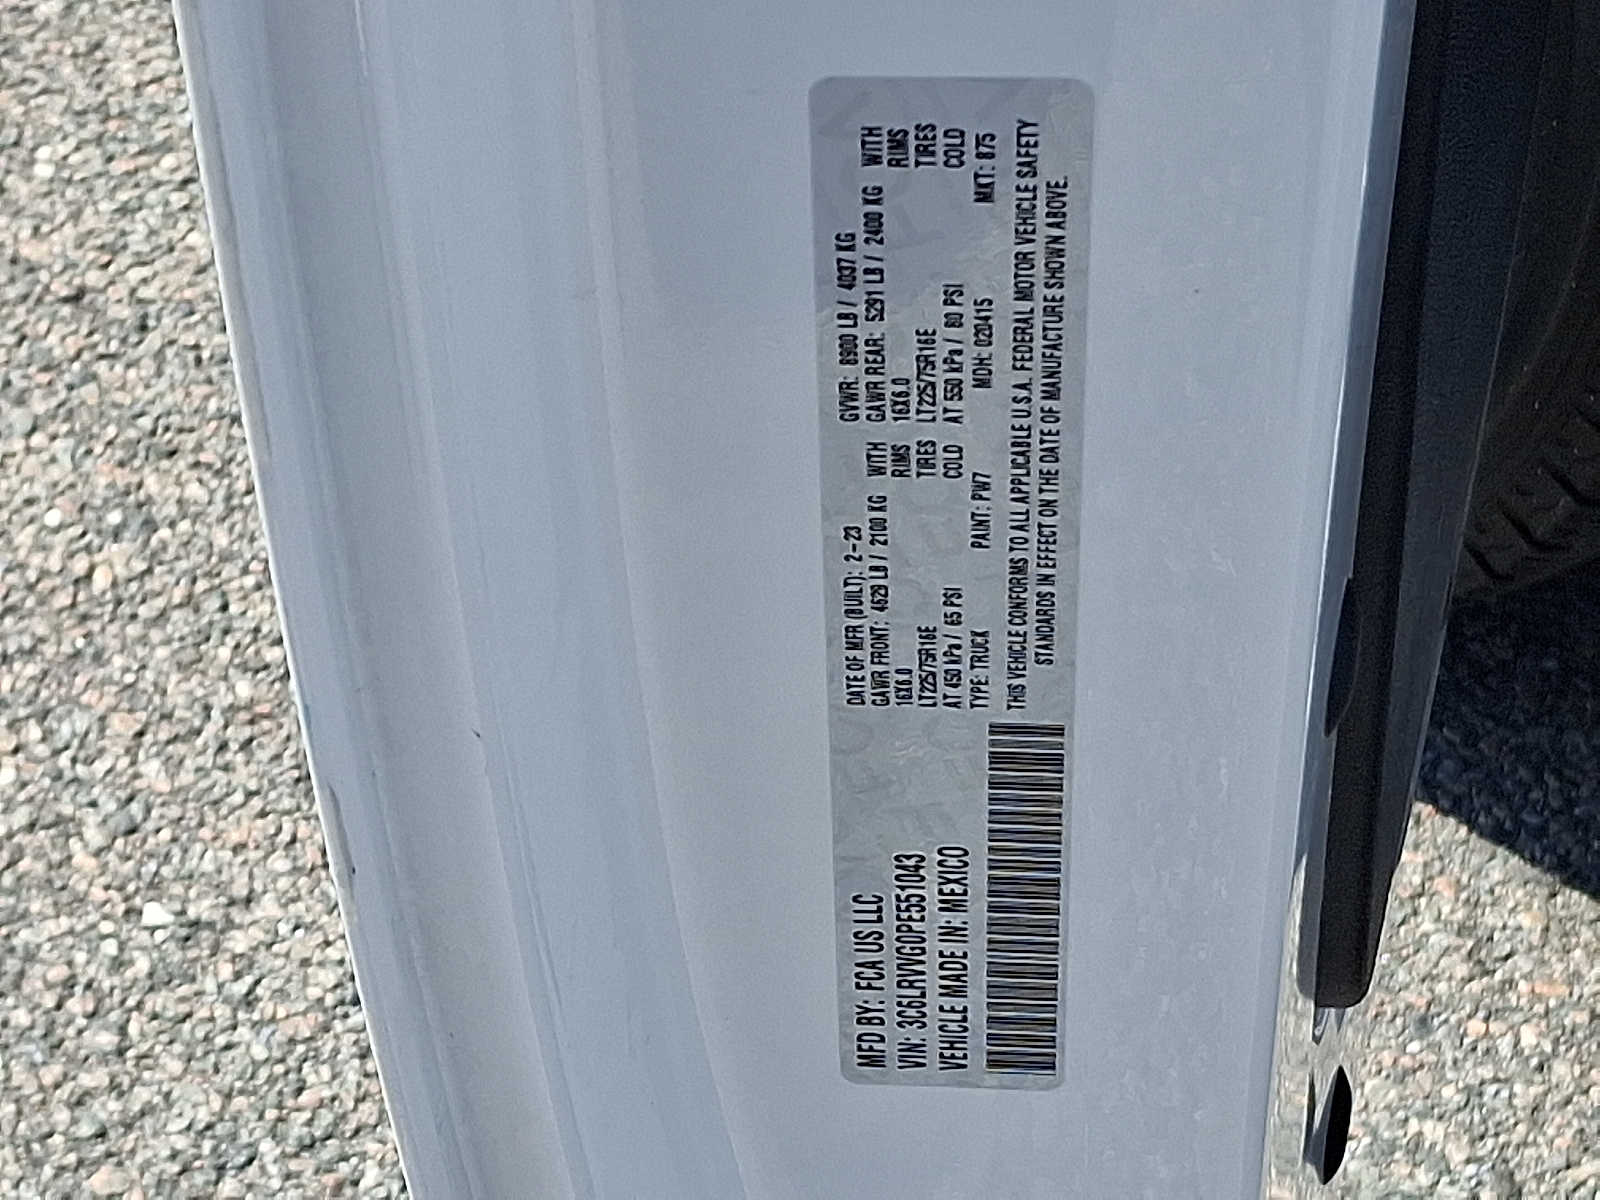 MFD BY: FCA US LLC
VIN: 3C6LRVVG0PE551043
VEHICLE MADE IN: MEXICO
DATE OF MFR (BUILT): 2-23 GVWR: 8900 LB / 4037 KG
GAWR FRONT: 4629 LB / 2100 KG WITH GAWR REAR: 5291 LB / 2400 KG WITH
16X6.0 RIMS 16X6.0 RIMS
LT225/75R16E TIRES LT225/75R16E TIRES
AT 450 kPa / 65 PSI COLD AT 550 kPa / 80 PSI COLD
TYPE: TRUCK PAINT: PW7 MDH: 020415 MKT: 875
THIS VEHICLE CONFORMS TO ALL APPLICABLE U.S.A. FEDERAL MOTOR VEHICLE SAFETY
STANDARDS IN EFFECT ON THE DATE OF MANUFACTURE SHOWN ABOVE.